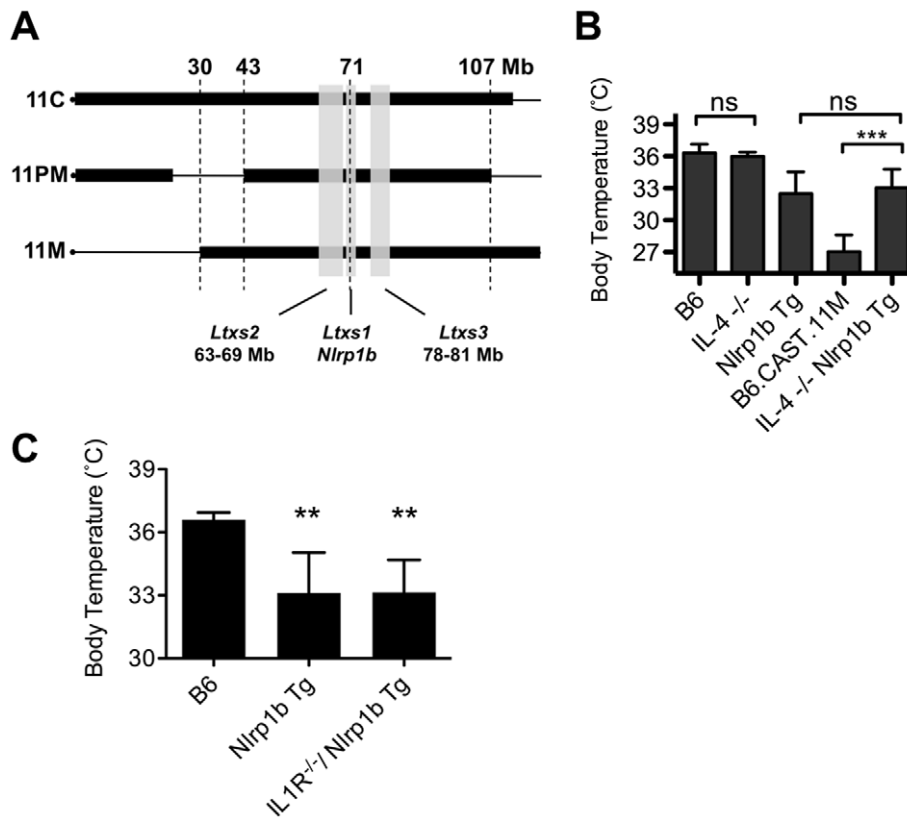 A
30 43 71 107 Mb
11C
11PM
11M
Ltxs2 Ltxs1 Ltxs3
63-69 Mb Nlrp1b 78-81 Mb
B
Body Temperature (˚C)
39
36
33
30
27
ns
ns
***
B6
IL-4 -/-
Nlrp1b Tg
B6.CAST.11M
IL-4 -/- Nlrp1b Tg
C
Body Temperature (˚C)
39
36
33
30
** **
B6
Nlrp1b Tg
IL1R-/-/ Nlrp1b Tg